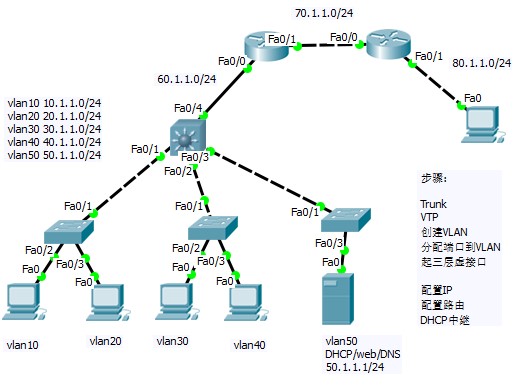 70.1.1.0/24
Fa0/1
Fa0/0
Fa0/0
Fa0/1
80.1.1.0/24
60.1.1.0/24
Fa0
vlan10 10.1.1.0/24
vlan20 20.1.1.0/24
vlan30 30.1.1.0/24
vlan40 40.1.1.0/24
vlan50 50.1.1.0/24
Fa0/4
Fa0/1
Fa0/3
Fa0/2
步骤:
Trunk
VTP
创建VLAN
分配端口到VLAN
起三层虚接口
配置IP
配置路由
DHCP中继
Fa0/1
Fa0/1
Fa0/1
Fa0/2
Fa0/3
Fa0/2
Fa0/3
Fa0/3
Fa0
Fa0
Fa0
Fa0
Fa0
vlan10
vlan20
vlan30
vlan40
vlan50
DHCP/web/DNS
50.1.1.1/24